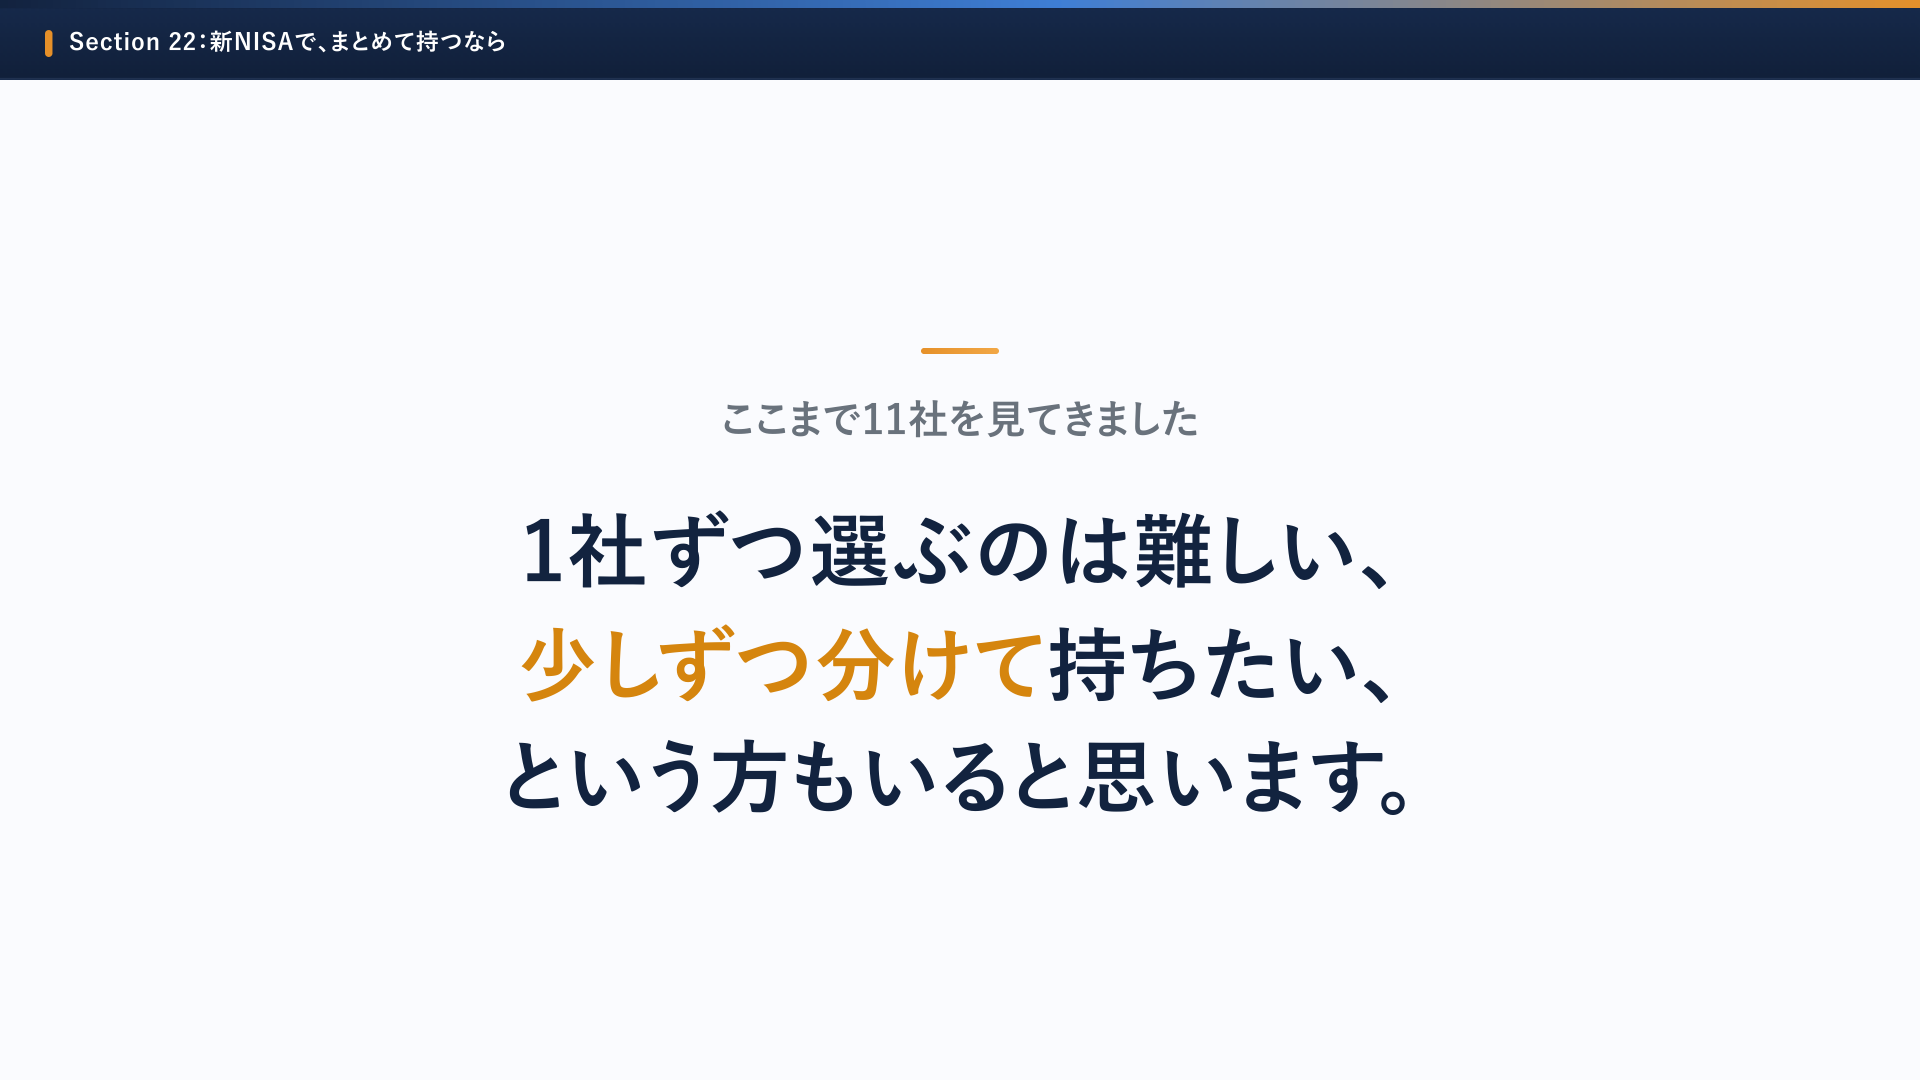 Section 22：新NISAで、まとめて持つなら
ここまで11社を見てきました
1社ずつ選ぶのは難しい、
少しずつ分けて持ちたい、
という方もいると思います。